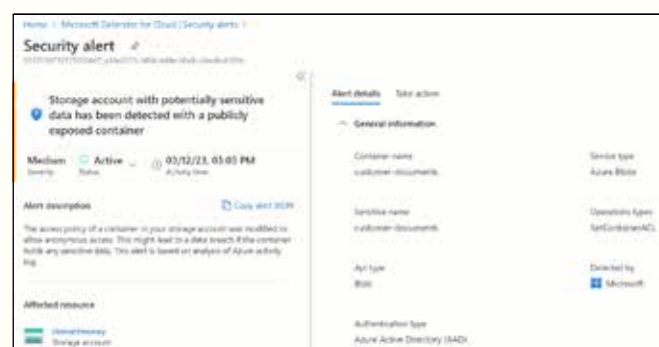 Home > Microsoft Defender for Cloud | Security alerts >
Security alert
Storage account with potentially sensitive
data has been detected with a publicly
exposed container
Medium
Severity
Active
Status
03/12/23, 03:03 PM
Activity time
Alert description
Copy alert JSON
The access policy of a container in your storage account was modified to
allow anonymous access. This might lead to a data breach if the container
holds any sensitive data. This alert is based on analysis of Azure activity
log.
Affected resource
Storage account
Alert details
Take action
General information
Container name
customer-documents
Service type
Azure Blobs
customer-documents
Operations types
SetContainerACL
Api type
Blob
Detected by
Microsoft
Authentication type
Azure Active Directory (AAD)